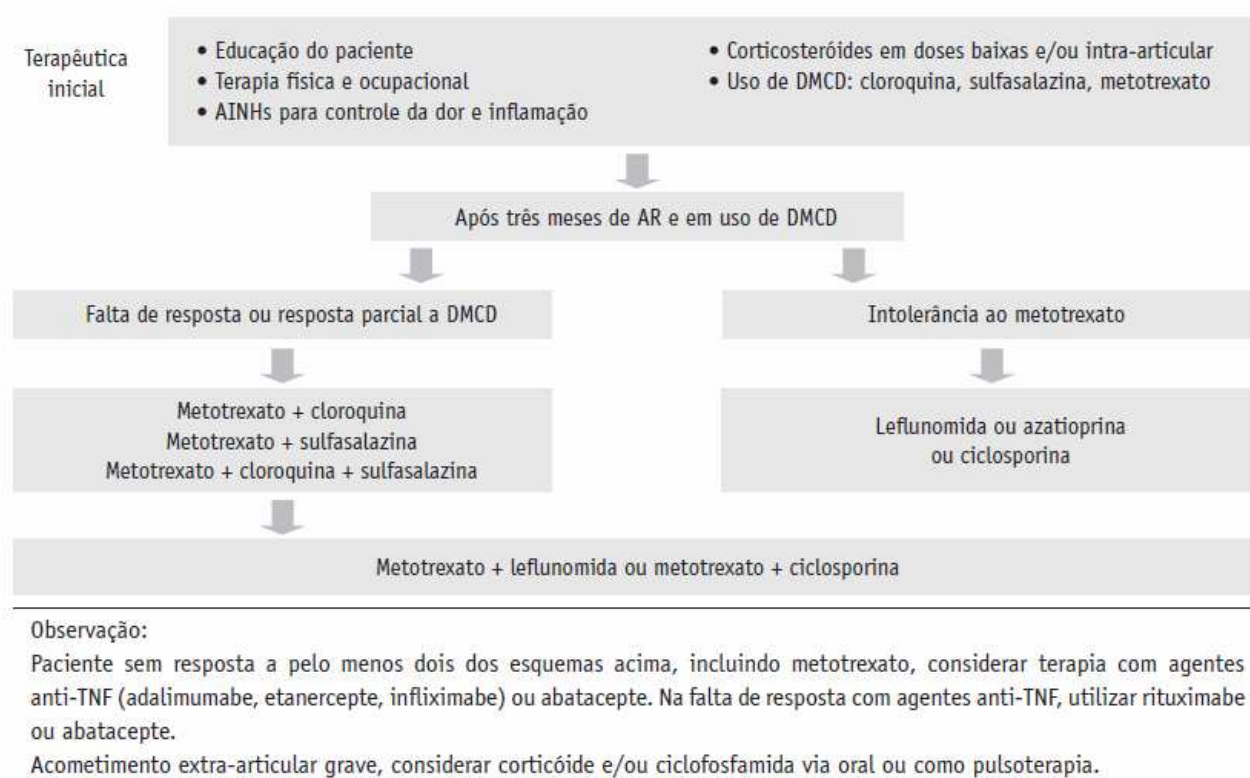 Terapêutica
inicial
• Educação do paciente
• Terapia física e ocupacional
• AINHs para controle da dor e inflamação
• Corticosteróides em doses baixas e/ou intra-articular
• Uso de DMCD: cloroquina, sulfasalazina, metotrexato
Após três meses de AR e em uso de DMCD
Falta de resposta ou resposta parcial a DMCD
Intolerância ao metotrexato
Metotrexato + cloroquina
Metotrexato + sulfasalazina
Metotrexato + cloroquina + sulfasalazina
Leflunomida ou azatioprina
ou ciclosporina
Metotrexato + leflunomida ou metotrexato + ciclosporina
Observação:
Paciente sem resposta a pelo menos dois dos esquemas acima, incluindo metotrexato, considerar terapia com agentes
anti-TNF (adalimumabe, etanercepte, infliximabe) ou abatacepte. Na falta de resposta com agentes anti-TNF, utilizar rituximabe
ou abatacepte.
Acometimento extra-articular grave, considerar corticóide e/ou ciclofosfamida via oral ou como pulsoterapia.